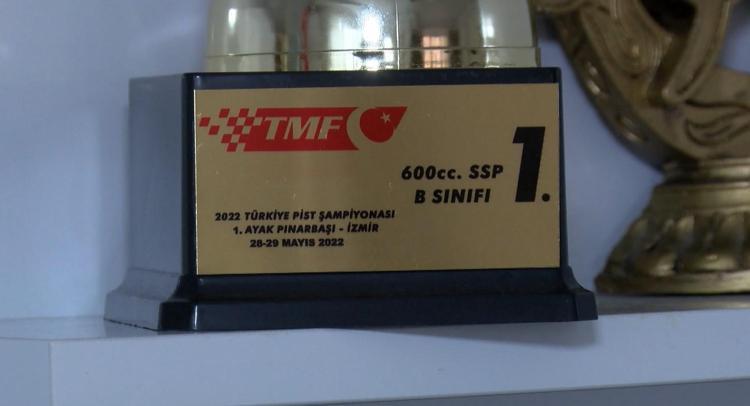 TMF
600cc. SSP
B SINIFI
1.
2022 TÜRKİYE PİST ŞAMPİYONASI
1. AYAK PINARBAŞI - İZMİR
28-29 MAYIS 2022